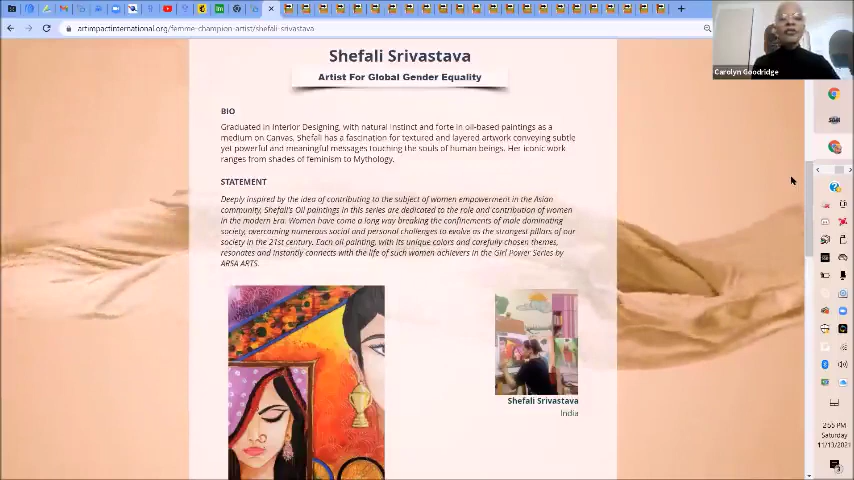 artimpactinternational.org/femme-champion-artist/shefali-srivastava
Carolyn Goodridge
Shefali Srivastava
Artist For Global Gender Equality
BIO
Graduated in Interior Designing, with natural instinct and forte in oil-based paintings as a
medium on Canvas, Shefali has a fascination for textured and layered artwork conveying subtle
yet powerful and meaningful messages touching the souls of human beings. Her iconic work
ranges from shades of feminism to Mythology.
STATEMENT
Deeply inspired by the idea of contributing to the subject of women empowerment in the Asian
community, Shefali's Oil paintings in this series are dedicated to the role and contribution of women
in the modern Era. Women have come a long way breaking the confinements of male dominating
society, overcoming numerous social and personal challenges to evolve as the strongest pillars of our
society in the 21st century. Each oil painting, with its unique colors and carefully chosen themes,
resonates and instantly connects with the life of such women achievers in the Girl Power Series by
ARSA ARTS.
Shefali Srivastava
India
2:55 PM
Saturday
11/13/2021